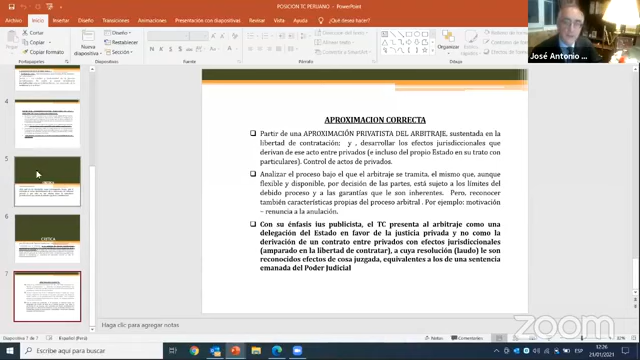 POSICION TC PERUANO - PowerPoint
Archivo
Inicio
Insertar
Diseño
Transiciones
Animaciones
Presentación con diapositivas
Revisar
Vista
¿Qué desea hacer?
Pegar
Cortar
Copiar
Copiar formato
Portapapeles
Nueva diapositiva
Diseño
Restablecer
Diapositivas
Fuente
Párrafo
Organizar
Dibujo
José Antonio
4
5
6
CRITICA
7
APROXIMACION CORRECTA
Partir de una APROXIMACIÓN PRIVATISTA DEL ARBITRAJE, sustentada en la
libertad de contratación; y , desarrollar los efectos jurisdiccionales que
derivan de ese acto entre privados (e incluso del propio Estado en su trato con
particulares). Control de actos de privados.
Analizar el proceso bajo el que el arbitraje se tramita, el mismo que, aunque
flexible y disponible, por decisión de las partes, está sujeto a los límites del
debido proceso y a las garantías que le son inherentes. Pero, reconocer
también características propias del proceso arbitral. Por ejemplo: motivación
– renuncia a la anulación.
Con su énfasis ius publicista, el TC presenta al arbitraje como una
delegación del Estado en favor de la justicia privada y no como la
derivación de un contrato entre privados con efectos jurisdiccionales
(amparado en la libertad de contratar), a cuya resolución (laudo) le son
reconocidos efectos de cosa juzgada, equivalentes a los de una sentencia
emanada del Poder Judicial
Haga clic para agregar notas
Diapositiva 7 de 7
Español (Perú)
Notas
Comentarios
Escribe aquí para buscar
ESP
12:26
21/01/2021
zoom